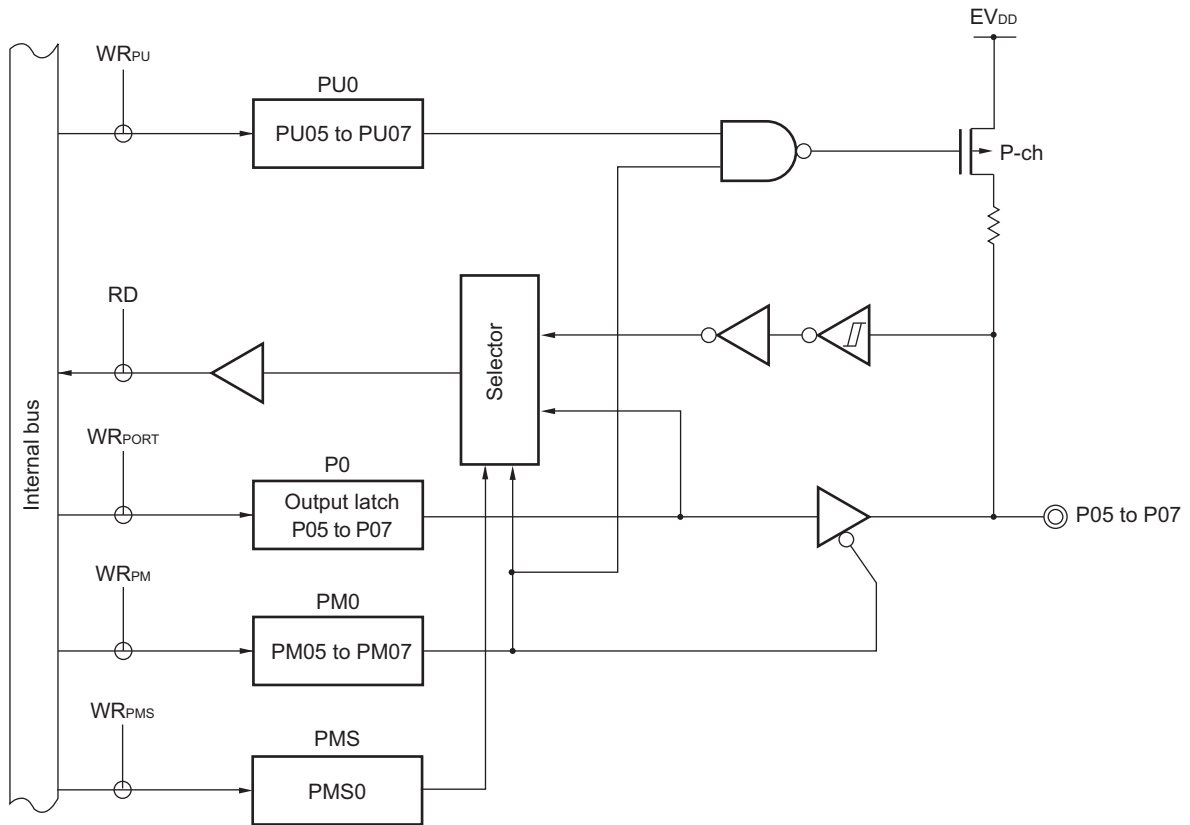 EVDD
WRPU
PU0
PU05 to PU07
P-ch
RD
Selector
Internal bus
WRPORT
P0
Output latch
P05 to P07
P05 to P07
WRPM
PM0
PM05 to PM07
WRPMS
PMS
PMS0